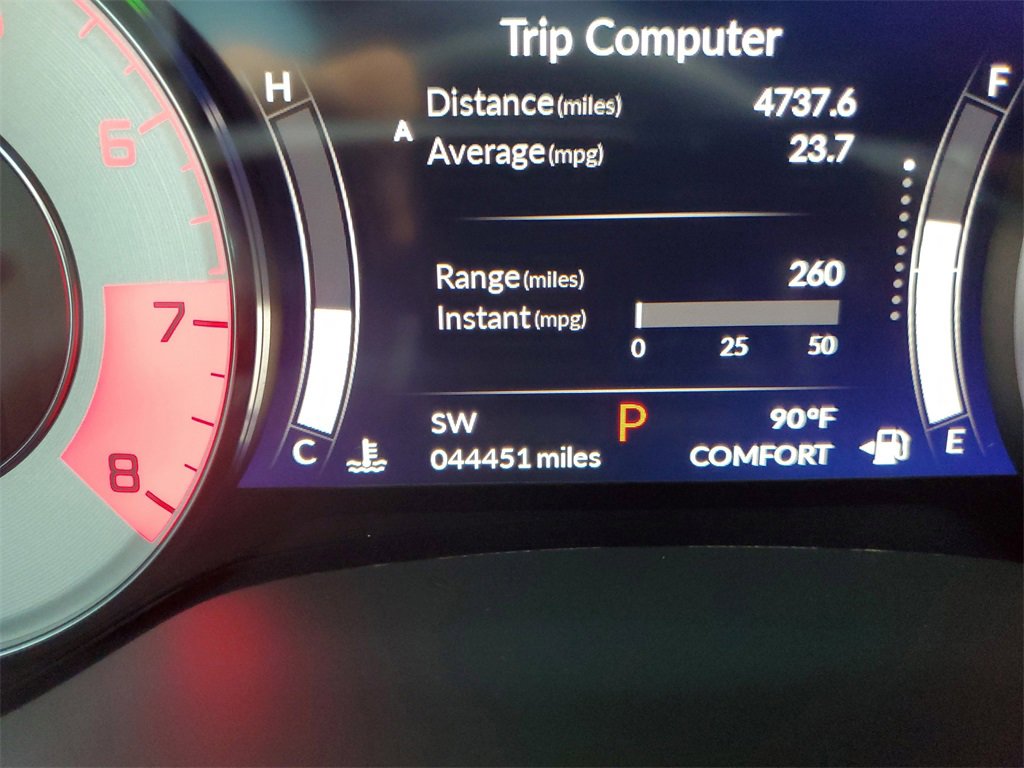 Trip Computer
H
F
Distance (miles) 4737.6
A
Average (mpg) 23.7
6
Range (miles) 260
Instant (mpg)
0 25 50
7
SW P 90°F
044451 miles COMFORT
C
E
8